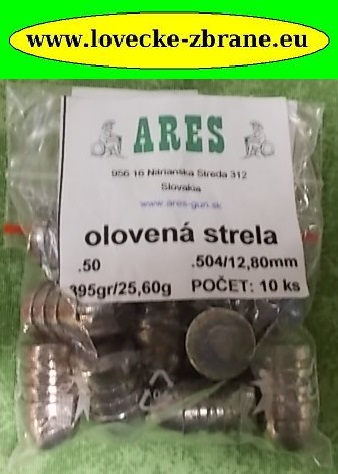 www.lovecke-zbrane.eu
ARES
956 16 Nitrianska Streda 312
Slovakia
www.ares-gun.sk
olovená strela
.50 .504/12,80mm
395gr/25,60g POČET: 10 ks